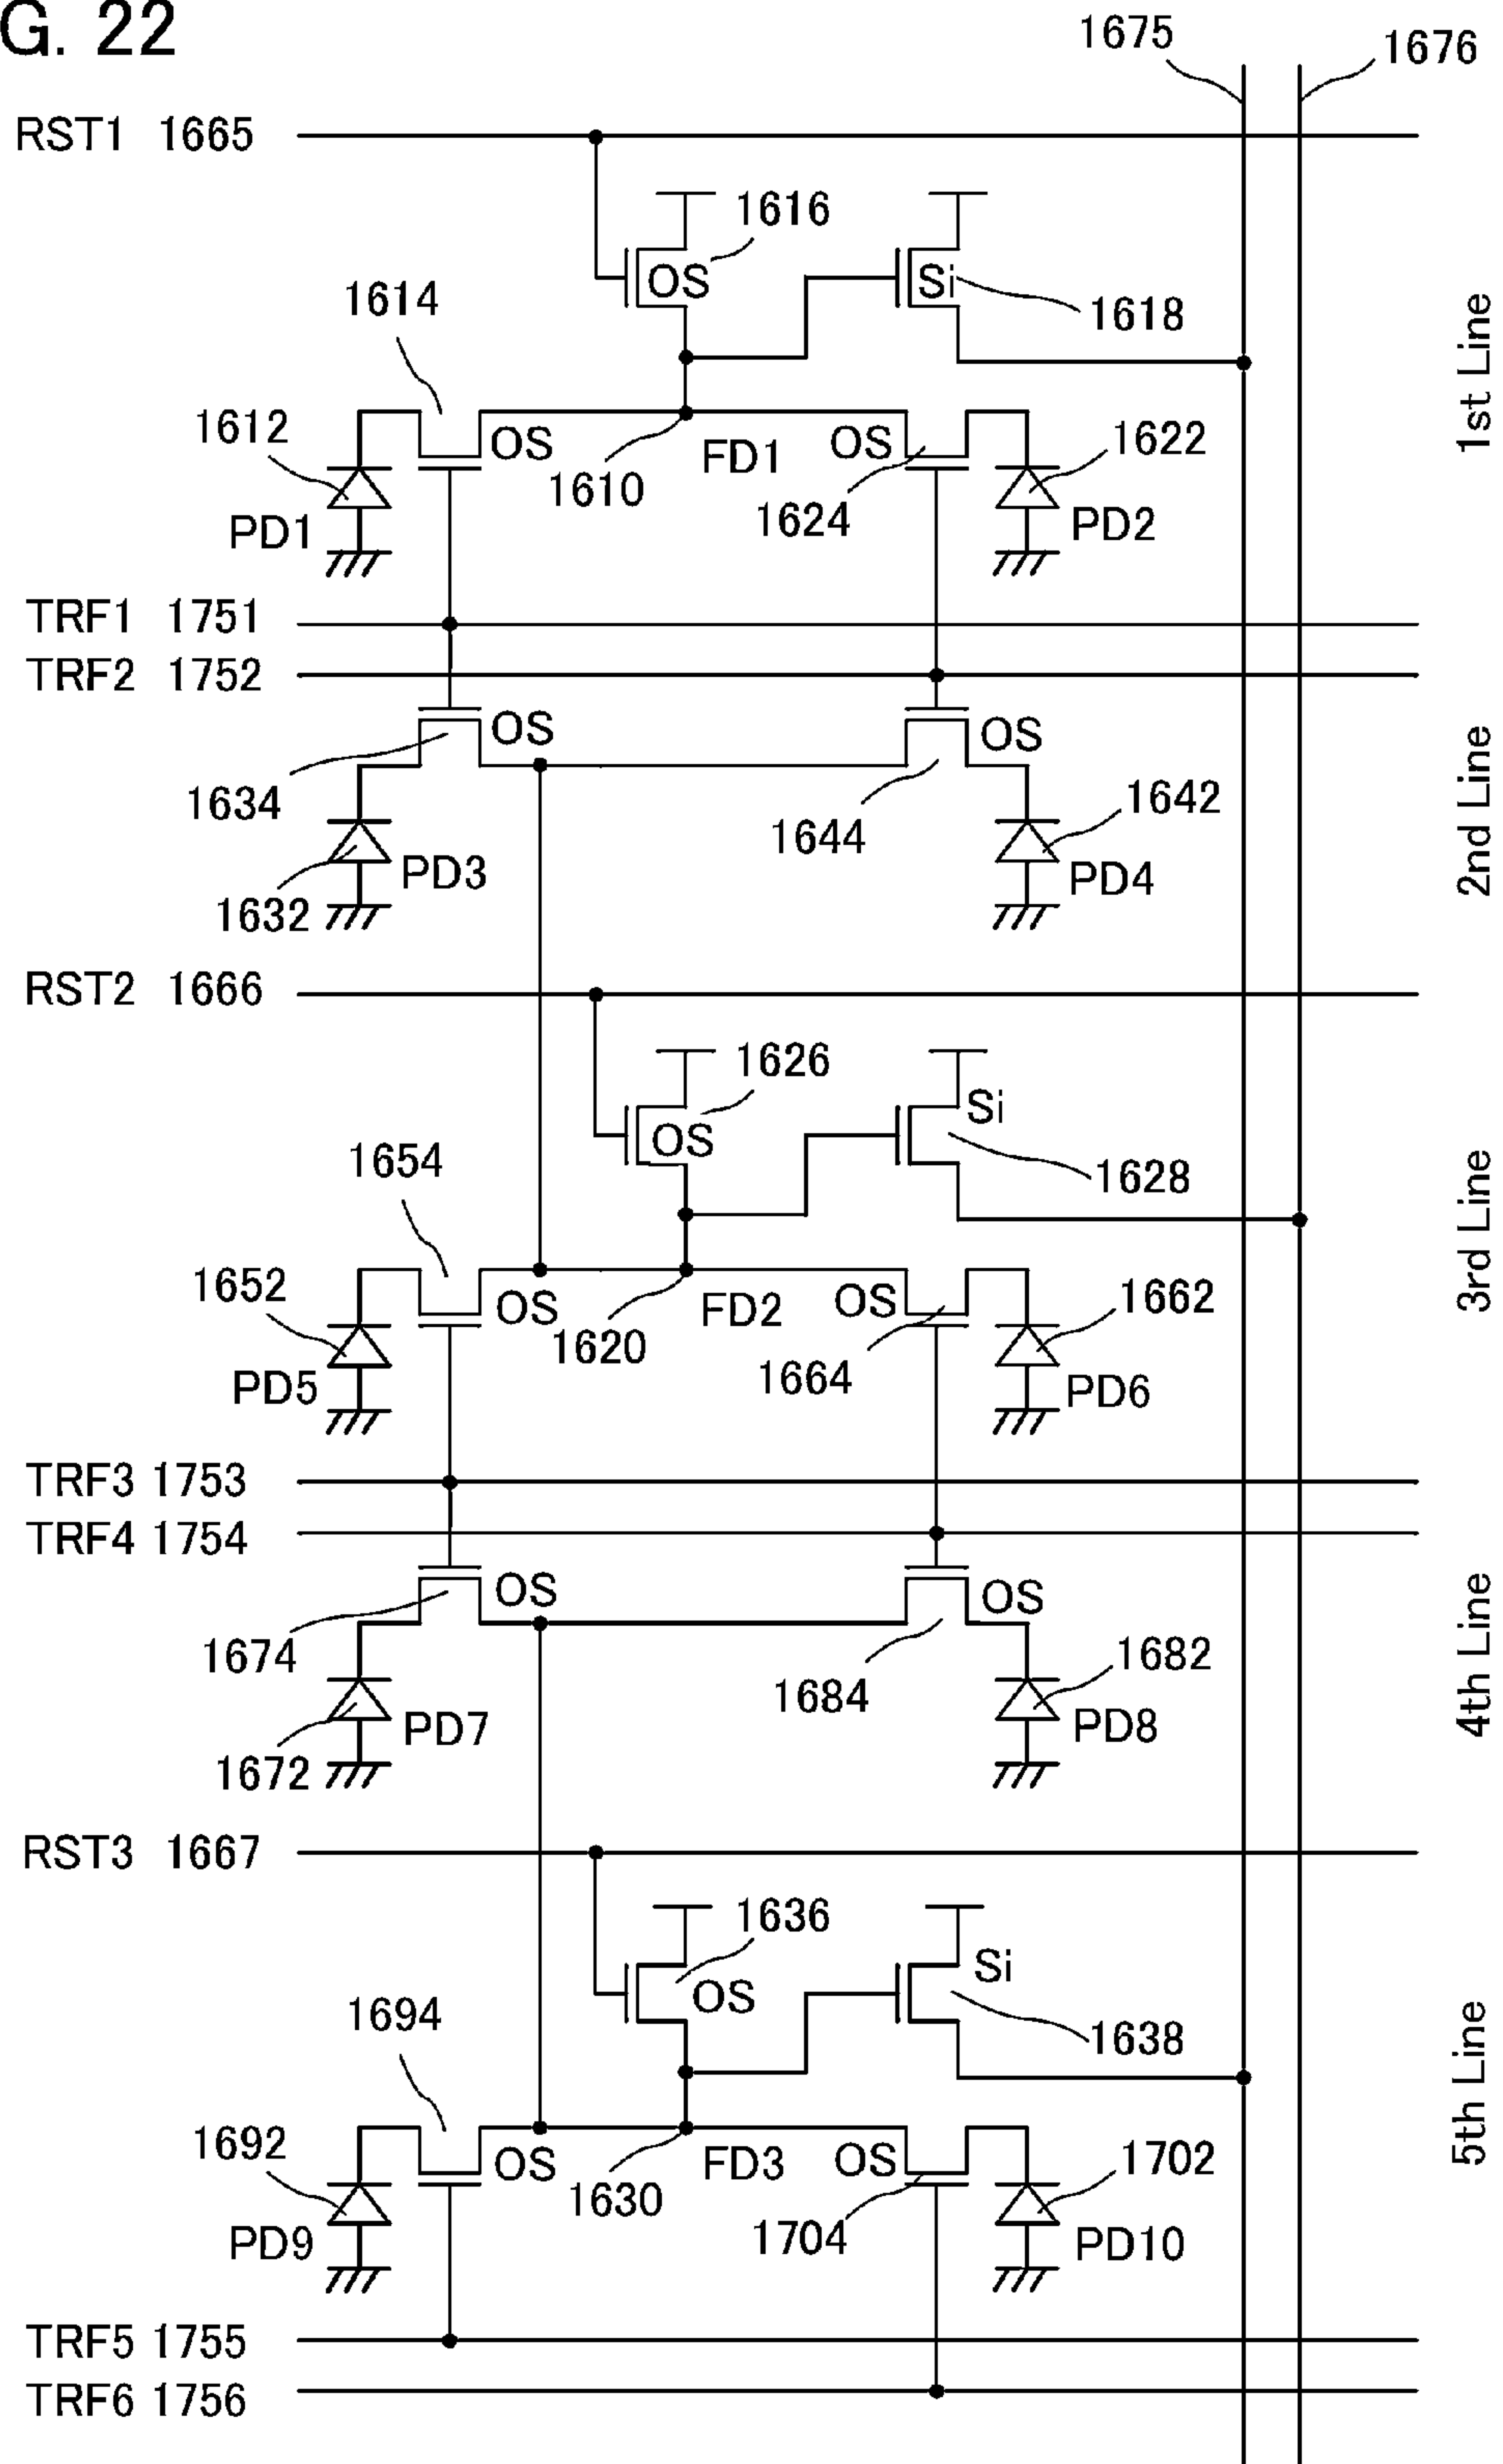 G. 22
1675
1676
RST1 1665
1616
OS
Si
1618
1614
1612
OS
FD1
OS
1622
1610
1624
PD1
PD2
1st Line
TRF1 1751
TRF2 1752
OS
OS
1634
1644
1642
PD3
PD4
1632
2nd Line
RST2 1666
1626
OS
Si
1628
1654
1652
OS
FD2
OS
1662
1620
1664
PD5
PD6
3rd Line
TRF3 1753
TRF4 1754
OS
OS
1674
1684
1682
PD7
PD8
1672
4th Line
RST3 1667
1636
OS
Si
1638
1694
1692
OS
FD3
OS
1702
1630
1704
PD9
PD10
5th Line
TRF5 1755
TRF6 1756